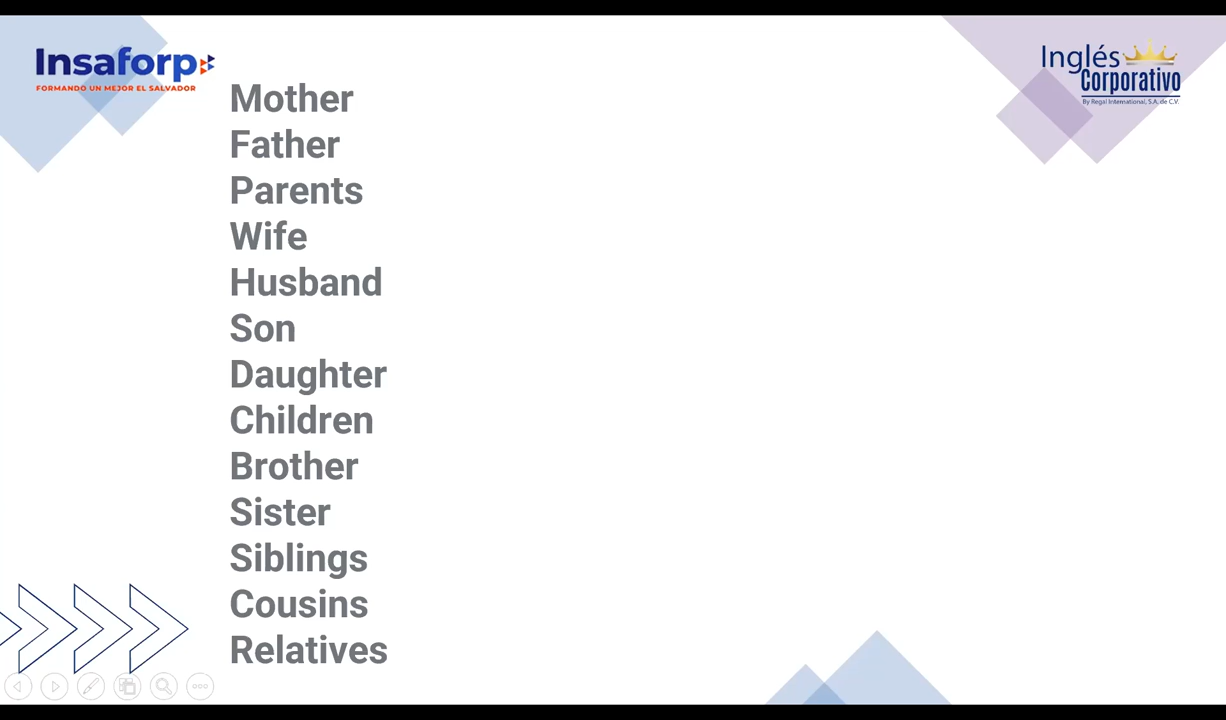 Insaforp
FORMANDO UN MEJOR EL SALVADOR
Inglés
Corporativo
By Regal International, S.A. de C.V.
Mother
Father
Parents
Wife
Husband
Son
Daughter
Children
Brother
Sister
Siblings
Cousins
Relatives